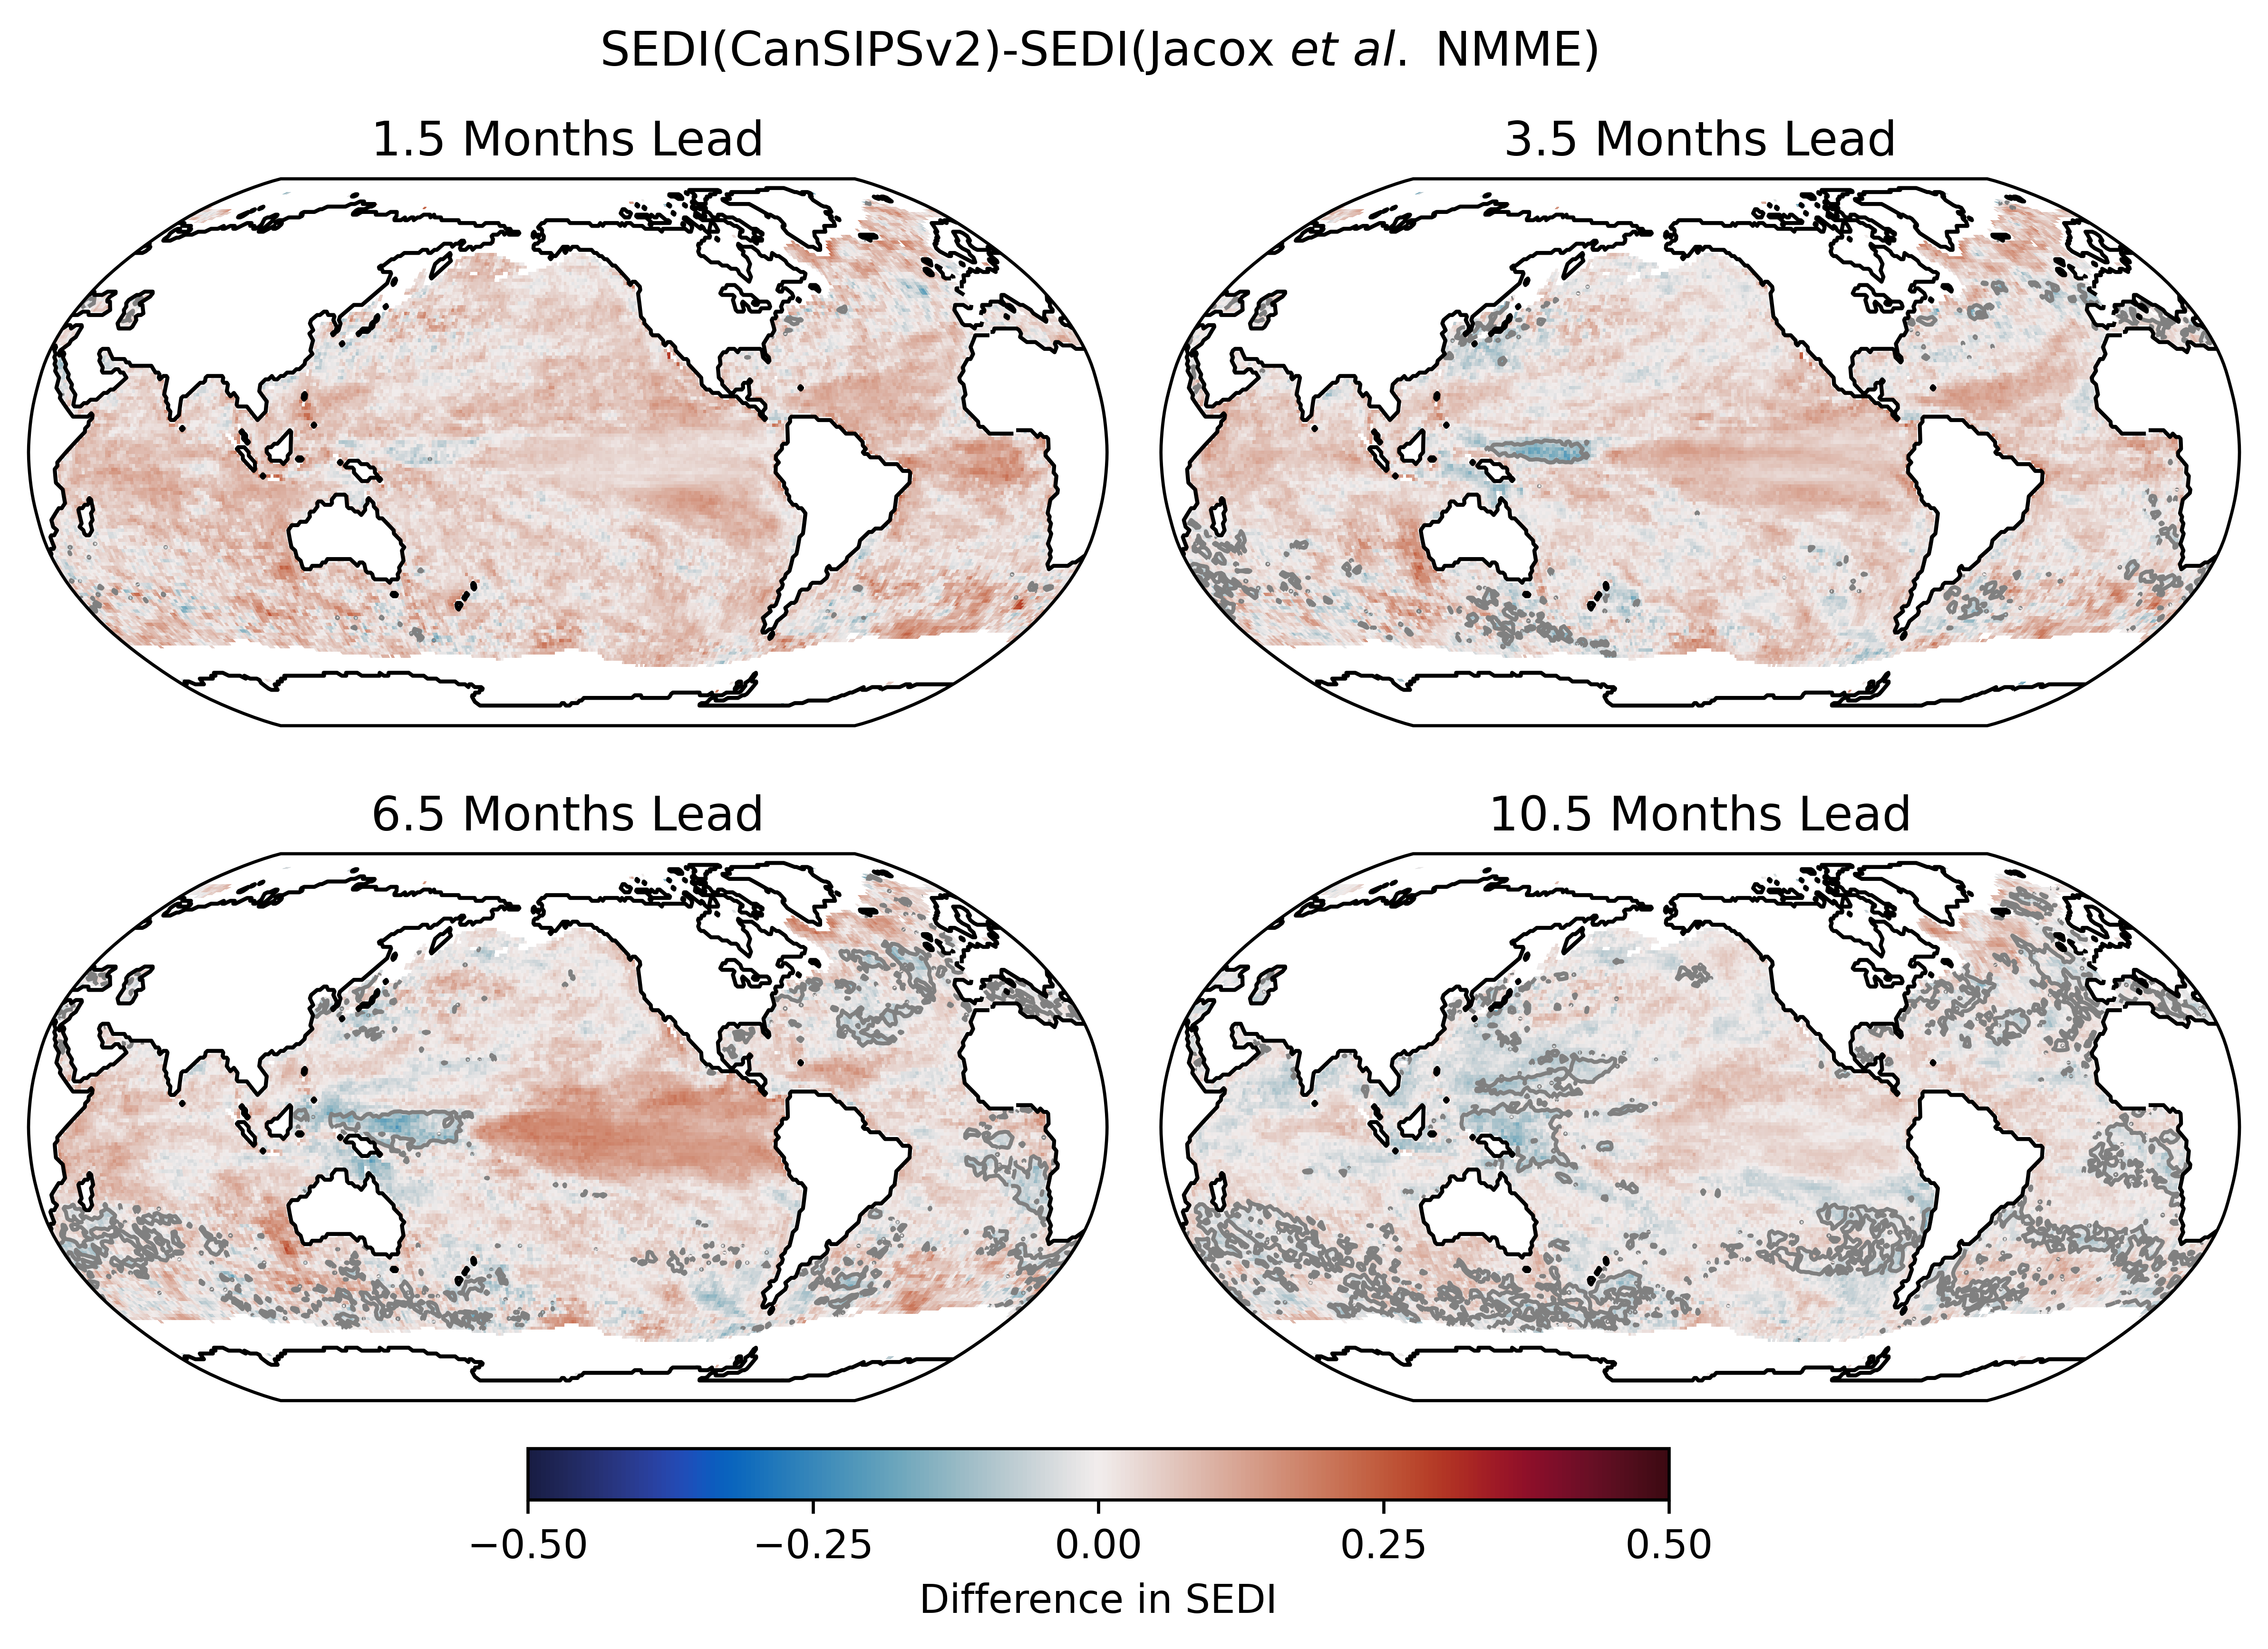 SEDI(CanSIPSv2)-SEDI(Jacox et al. NMME)
1.5 Months Lead
3.5 Months Lead
6.5 Months Lead
10.5 Months Lead
−0.50
−0.25
0.00
0.25
0.50
Difference in SEDI